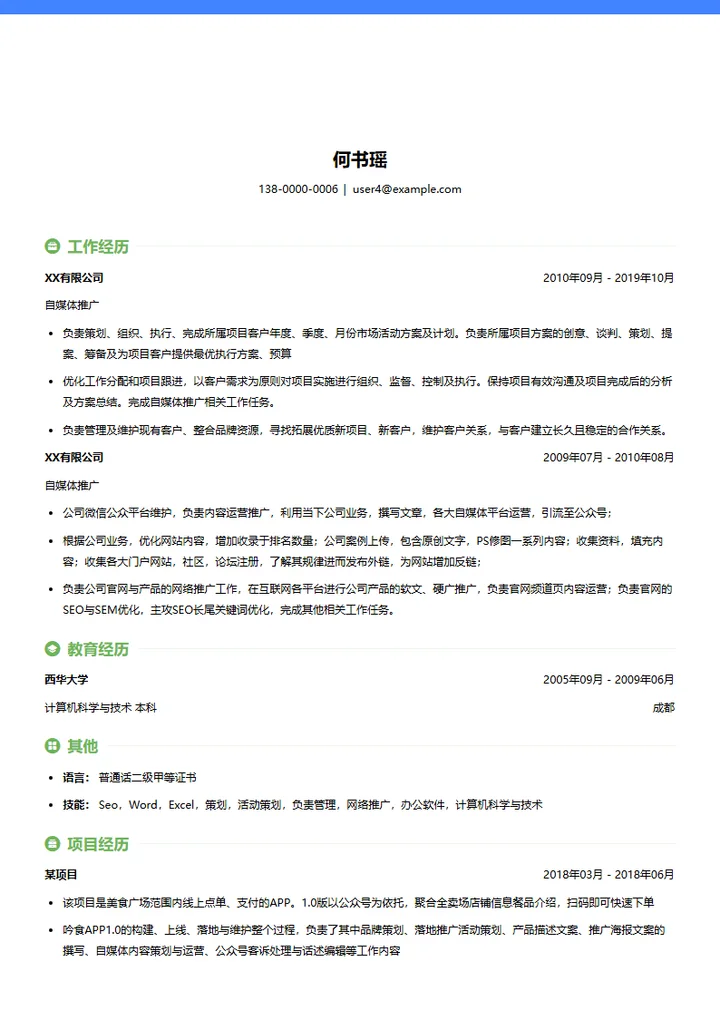 何书瑶
138-0000-0006 | user4@example.com
工作经历
XX有限公司 2010年09月 - 2019年10月
自媒体推广
• 负责策划、组织、执行、完成所属项目客户年度、季度、月份市场活动方案及计划。负责所属项目方案的创意、谈判、策划、提
案、筹备及为项目客户提供最优执行方案、预算
• 优化工作分配和项目跟进，以客户需求为原则对项目实施进行组织、监督、控制及执行。保持项目有效沟通及项目完成后的分析
及方案总结。完成自媒体推广相关工作任务。
• 负责管理及维护现有客户、整合品牌资源，寻找拓展优质新项目、新客户，维护客户关系，与客户建立长久且稳定的合作关系。
XX有限公司 2009年07月 - 2010年08月
自媒体推广
• 公司微信公众平台维护，负责内容运营推广，利用当下公司业务，撰写文章，各大自媒体平台运营，引流至公众号；
• 根据公司业务，优化网站内容，增加收录于排名数量；公司案例上传，包含原创文字，PS修图一系列内容；收集资料，填充内
容；收集各大门户网站，社区，论坛注册，了解其规律进而发布外链，为网站增加反链；
• 负责公司官网与产品的网络推广工作，在互联网各平台进行公司产品的软文、硬广推广，负责官网频道页内容运营；负责官网的
SEO与SEM优化，主攻SEO长尾关键词优化，完成其他相关工作任务。
教育经历
西华大学 2005年09月 - 2009年06月
计算机科学与技术 本科 成都
其他
• 语言： 普通话二级甲等证书
• 技能： Seo，Word，Excel，策划，活动策划，负责管理，网络推广，办公软件，计算机科学与技术
项目经历
某项目 2018年03月 - 2018年06月
• 该项目是美食广场范围内线上点单、支付的APP。1.0版以公众号为依托，聚合全卖场店铺信息餐品介绍，扫码即可快速下单
• 吟食APP1.0的构建、上线、落地与维护整个过程，负责了其中品牌策划、落地推广活动策划、产品描述文案、推广海报文案的
撰写、自媒体内容策划与运营、公众号客诉处理与话述编辑等工作内容